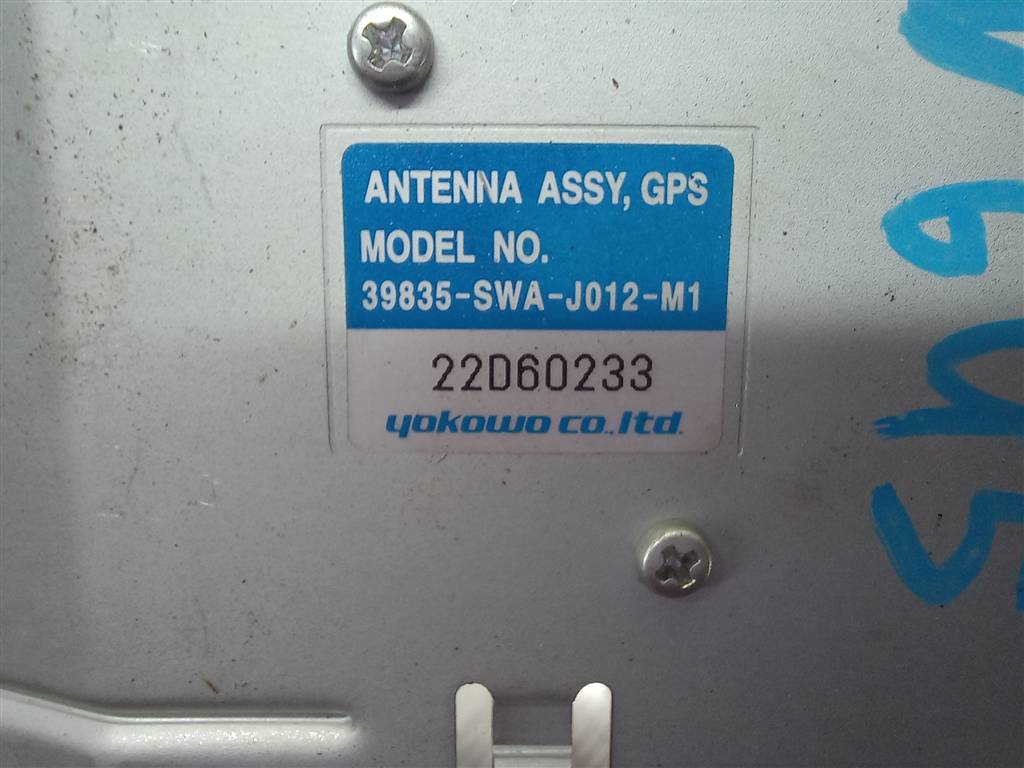 ANTENNA ASSY, GPS
MODEL NO.
39835-SWA-J012-M1
22D60233
yokowo co.,ltd.